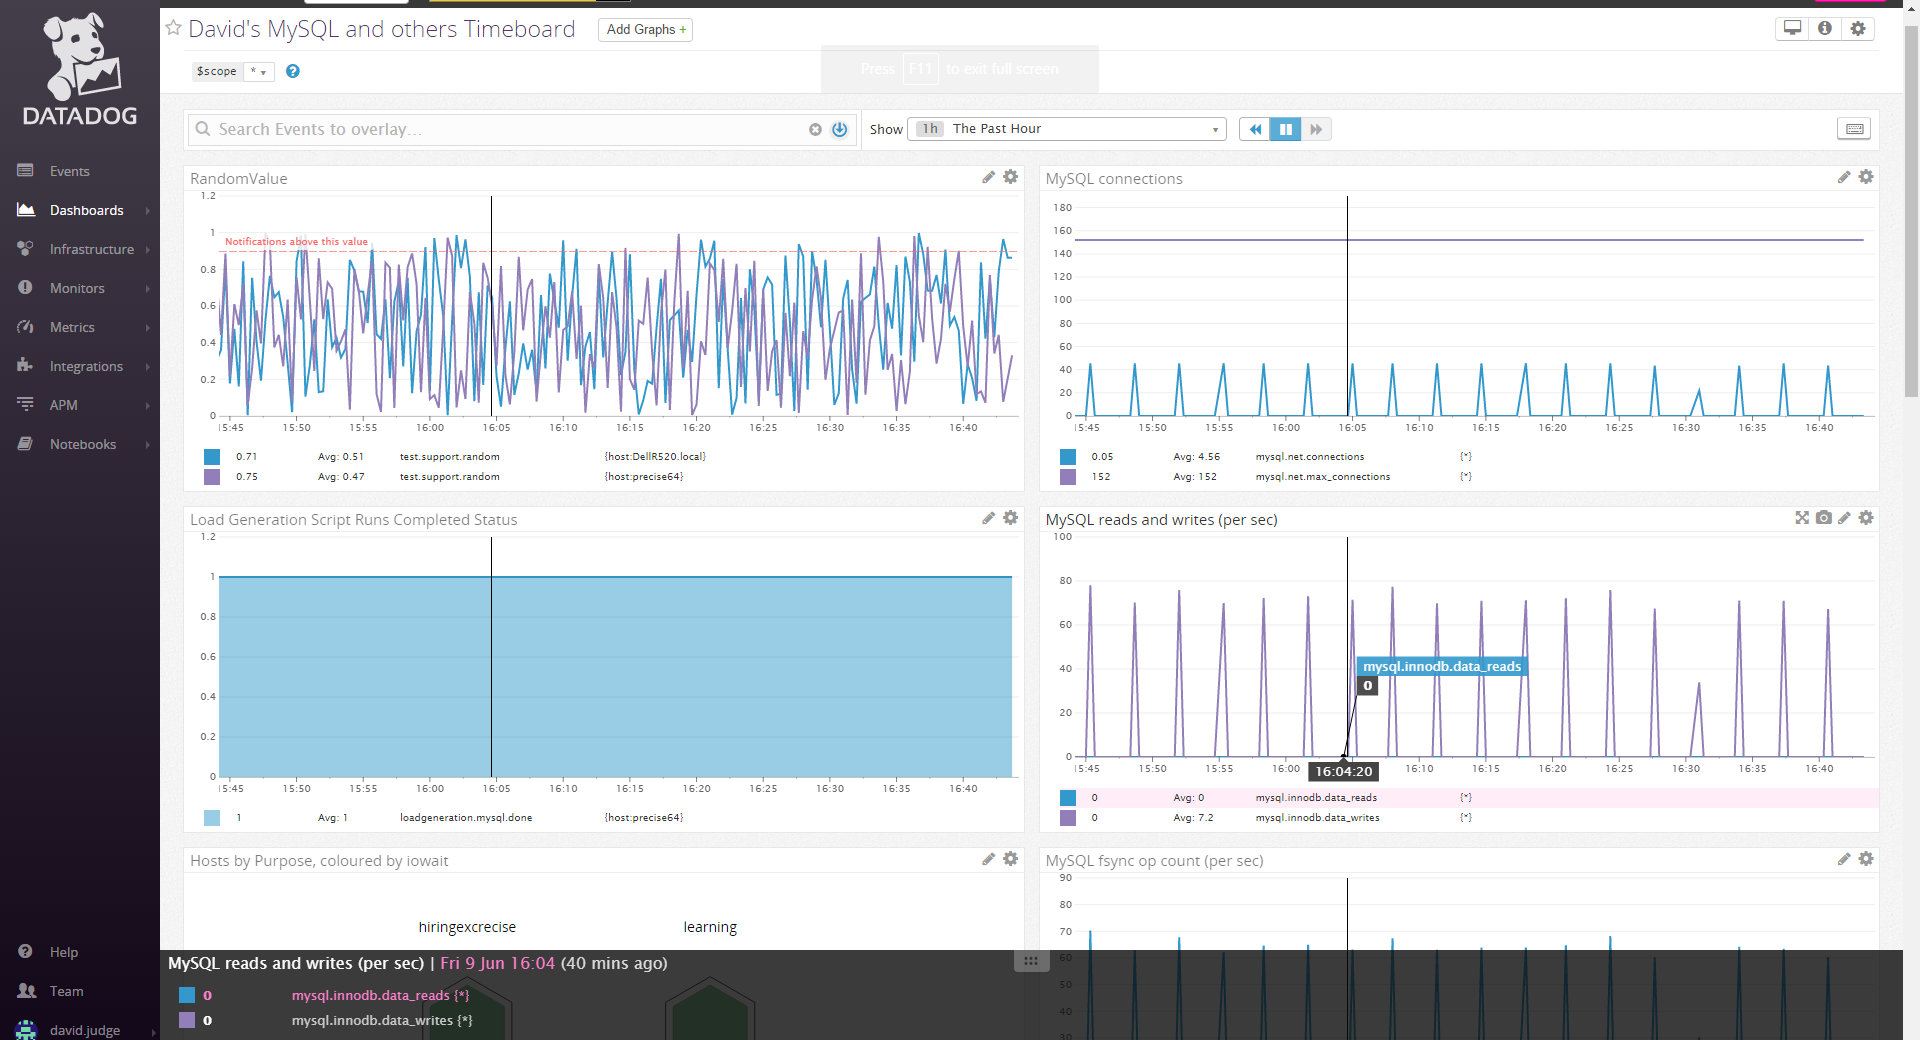 David's MySQL and others Timeboard
Add Graphs +
Press F11 to exit full screen
$scope * ?
DATADOG
Search Events to overlay...
Show 1h The Past Hour
Events
Dashboards
Infrastructure
Monitors
Metrics
Integrations
APM
Notebooks
Help
Team
david.judge
RandomValue
1.2
1
0.8
0.6
0.4
0.2
0
Notifications above this value
15:45 15:50 15:55 16:00 16:05 16:10 16:15 16:20 16:25 16:30 16:35 16:40
0.71 Avg: 0.51 test.support.random {host:DellR520.local}
0.75 Avg: 0.47 test.support.random {host:precise64}
MySQL connections
180
160
140
120
100
80
60
40
20
0
15:45 15:50 15:55 16:00 16:05 16:10 16:15 16:20 16:25 16:30 16:35 16:40
0.05 Avg: 4.56 mysql.net.connections {*}
152 Avg: 152 mysql.net.max_connections {*}
Load Generation Script Runs Completed Status
1.2
1
0.8
0.6
0.4
0.2
0
15:45 15:50 15:55 16:00 16:05 16:10 16:15 16:20 16:25 16:30 16:35 16:40
1 Avg: 1 loadgeneration.mysql.done {host:precise64}
MySQL reads and writes (per sec)
100
80
60
40
20
0
mysql.innodb.data_reads
0
15:45 15:50 15:55 16:00 16:04:20 16:10 16:15 16:20 16:25 16:30 16:35 16:40
0 Avg: 0 mysql.innodb.data_reads {*}
0 Avg: 7.2 mysql.innodb.data_writes {*}
Hosts by Purpose, coloured by iowait
hiringexcrecise learning
MySQL fsync op count (per sec)
90
80
70
60
50
40
30
MySQL reads and writes (per sec) | Fri 9 Jun 16:04 (40 mins ago)
0 mysql.innodb.data_reads {*}
0 mysql.innodb.data_writes {*}